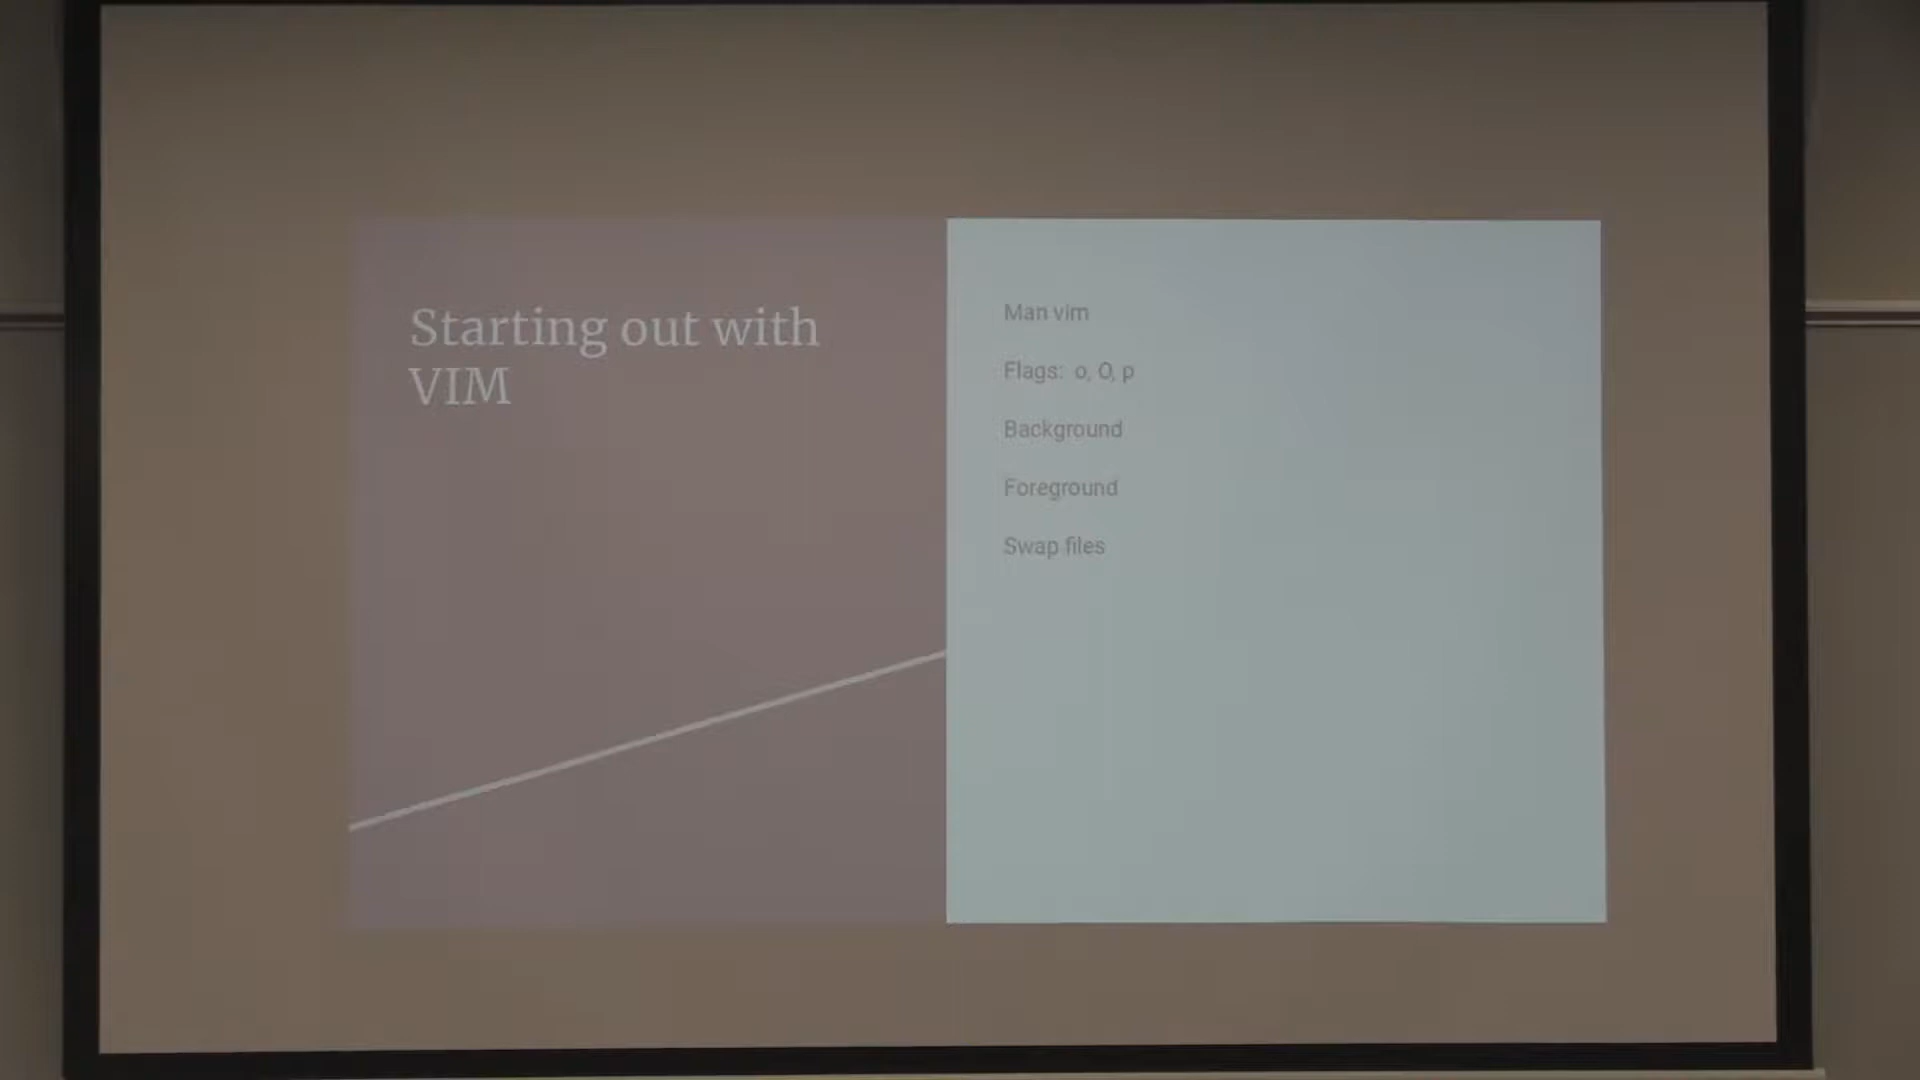 Starting out with
VIM
Man vim
Flags: o, O, p
Background
Foreground
Swap files